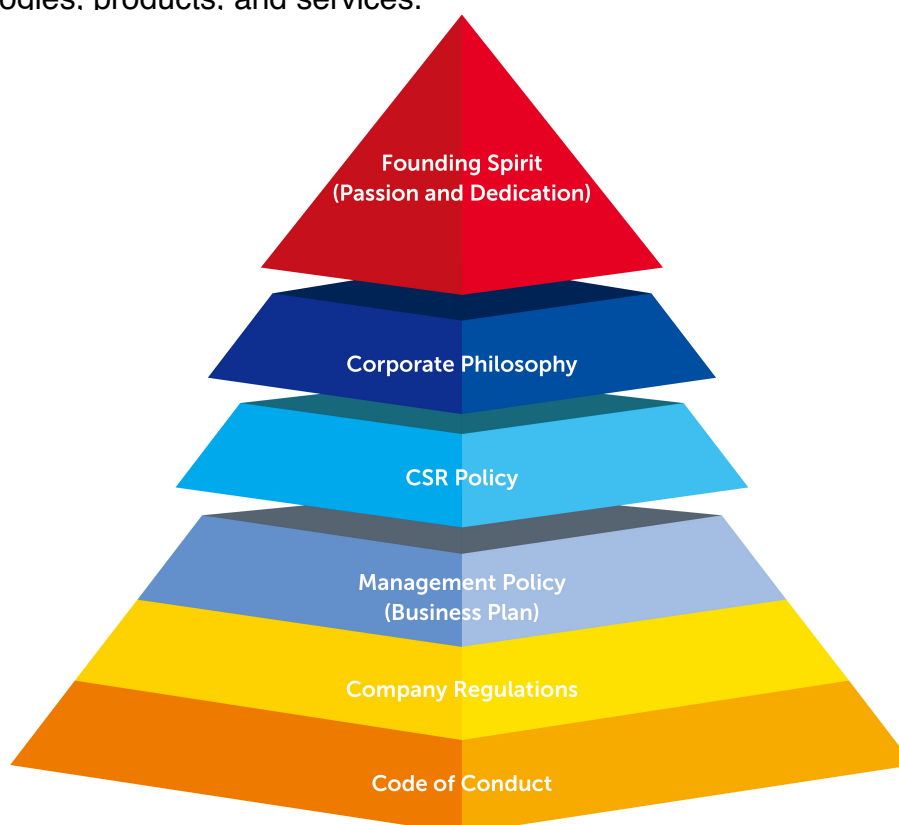 ogies, products, and services.
Founding Spirit
(Passion and Dedication)
Corporate Philosophy
CSR Policy
Management Policy
(Business Plan)
Company Regulations
Code of Conduct